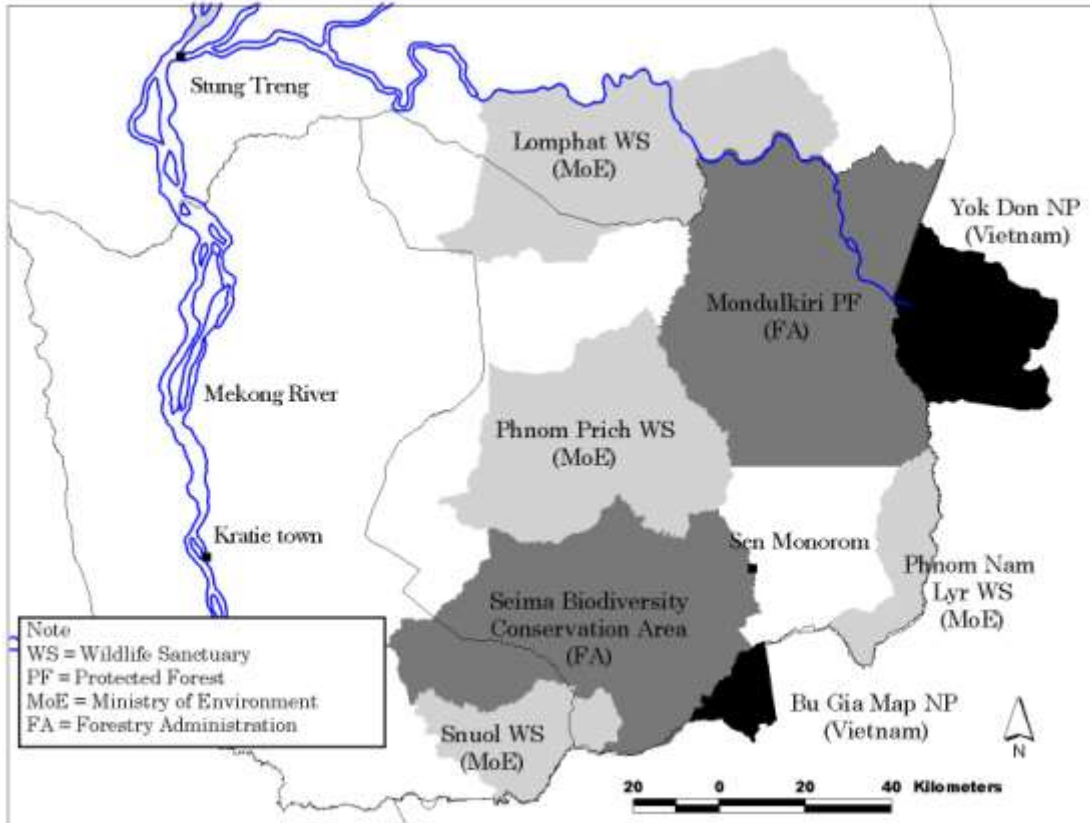 Stung Treng
Lomphat WS
(MoE)
Yok Don NP
(Vietnam)
Mondulkiri PF
(FA)
Mekong River
Phnom Prich WS
(MoE)
Kratie town
Sen Monorom
Phnom Nam
Lyr WS
(MoE)
Seima Biodiversity
Conservation Area
(FA)
Note
WS = Wildlife Sanctuary
PF = Protected Forest
MoE = Ministry of Environment
FA = Forestry Administration
Bu Gia Map NP
(Vietnam)
Snuol WS
(MoE)
N
20 0 20 40 Kilometers